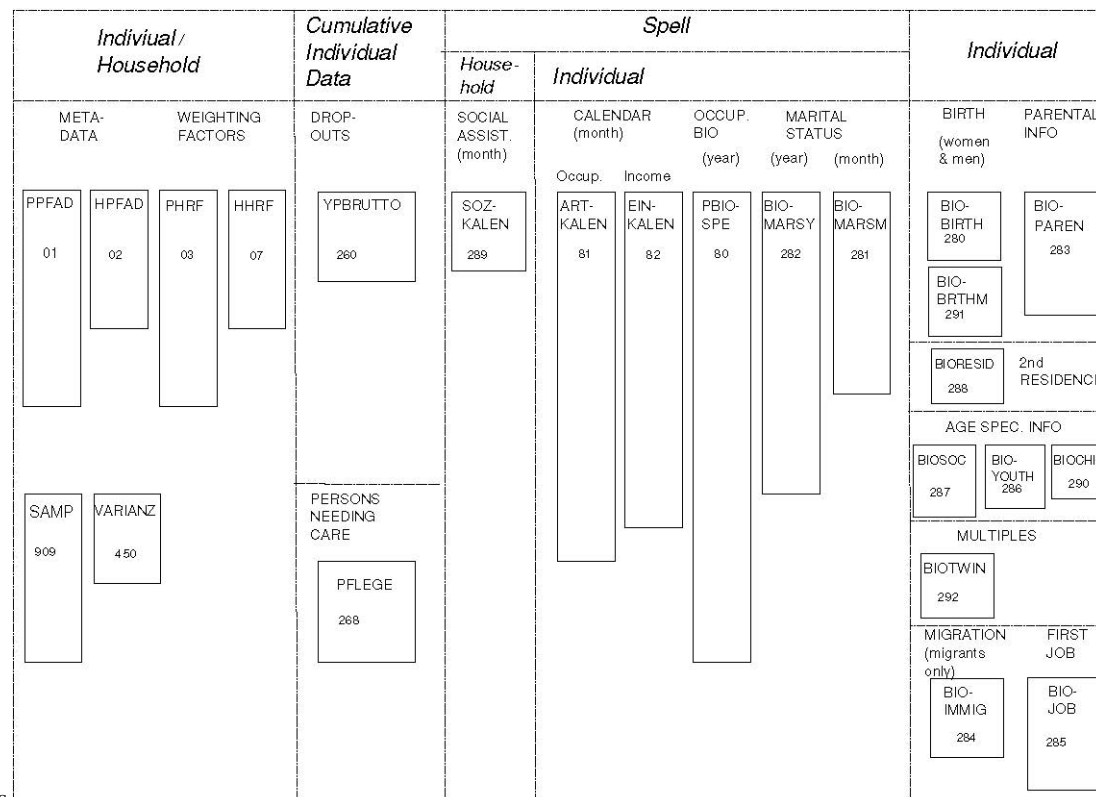 Indiviual/
Household
META-
DATA
WEIGHTING
FACTORS
PPFAD
01
HPFAD
02
PHRF
03
HHRF
07
SAMP
909
VARIANZ
450
Cumulative
Individual
Data
DROP-
OUTS
YPBRUTTO
260
PERSONS
NEEDING
CARE
PFLEGE
268
Spell
House-
hold
SOCIAL
ASSIST.
(month)
SOZ-
KALEN
289
Individual
CALENDAR
(month)
Occup.
Income
ART-
KALEN
81
EIN-
KALEN
82
OCCUP.
BIO
(year)
PBIO-
SPE
80
MARITAL
STATUS
(year)
(month)
BIO-
MARSY
282
BIO-
MARSM
281
Individual
BIRTH
(women
& men)
PARENTAL
INFO
BIO-
BIRTH
280
BIO-
BRTHM
291
BIO-
PAREN
283
BIORESID
288
2nd
RESIDENC
AGE SPEC. INFO
BIOSOC
287
BIO-
YOUTH
286
BIOCHI
290
MULTIPLES
BIOTWIN
292
MIGRATION
(migrants
only)
FIRST
JOB
BIO-
IMMIG
284
BIO-
JOB
285